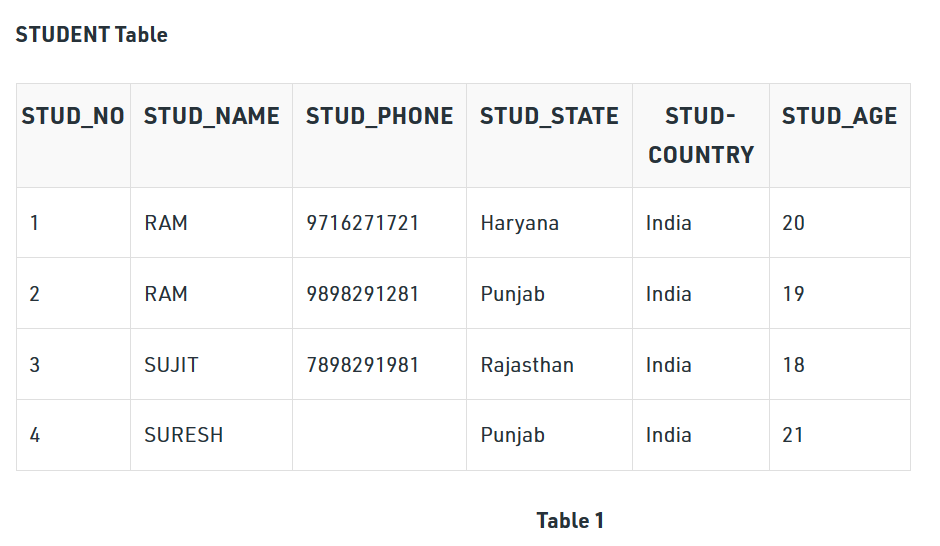 STUDENT Table
STUD_NO STUD_NAME STUD_PHONE STUD_STATE STUD-
COUNTRY STUD_AGE
1 RAM 9716271721 Haryana India 20
2 RAM 9898291281 Punjab India 19
3 SUJIT 7898291981 Rajasthan India 18
4 SURESH Punjab India 21
Table 1